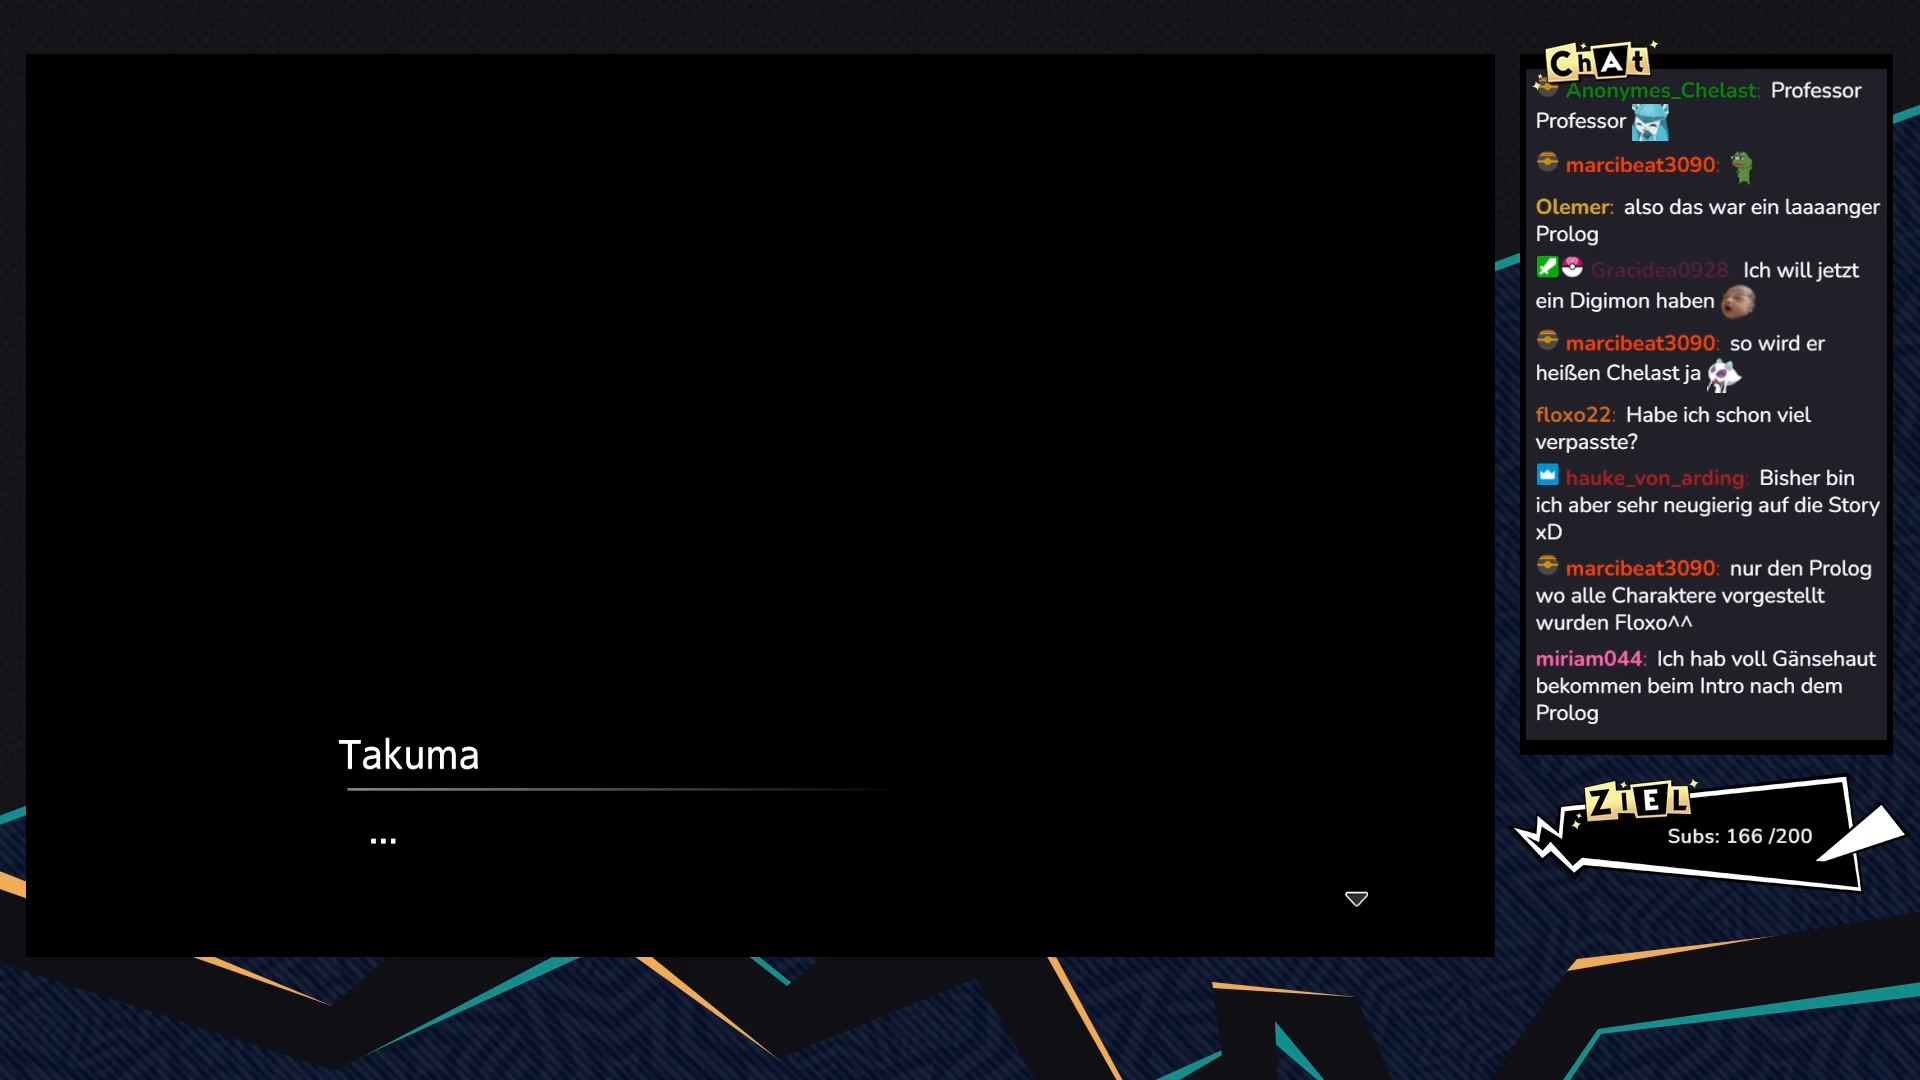 ChAt
Anonymes_Chelast: Professor
Professor
marcibeat3090:
Olemer: also das war ein laaaanger
Prolog
Gracidea0928 Ich will jetzt
ein Digimon haben
marcibeat3090: so wird er
heißen Chelast ja
floxo22: Habe ich schon viel
verpasste?
hauke_von_arding: Bisher bin
ich aber sehr neugierig auf die Story
xD
marcibeat3090: nur den Prolog
wo alle Charaktere vorgestellt
wurden Floxo^^
miriam044: Ich hab voll Gänsehaut
bekommen beim Intro nach dem
Prolog
Takuma
...
ZiEL
Subs: 166 /200